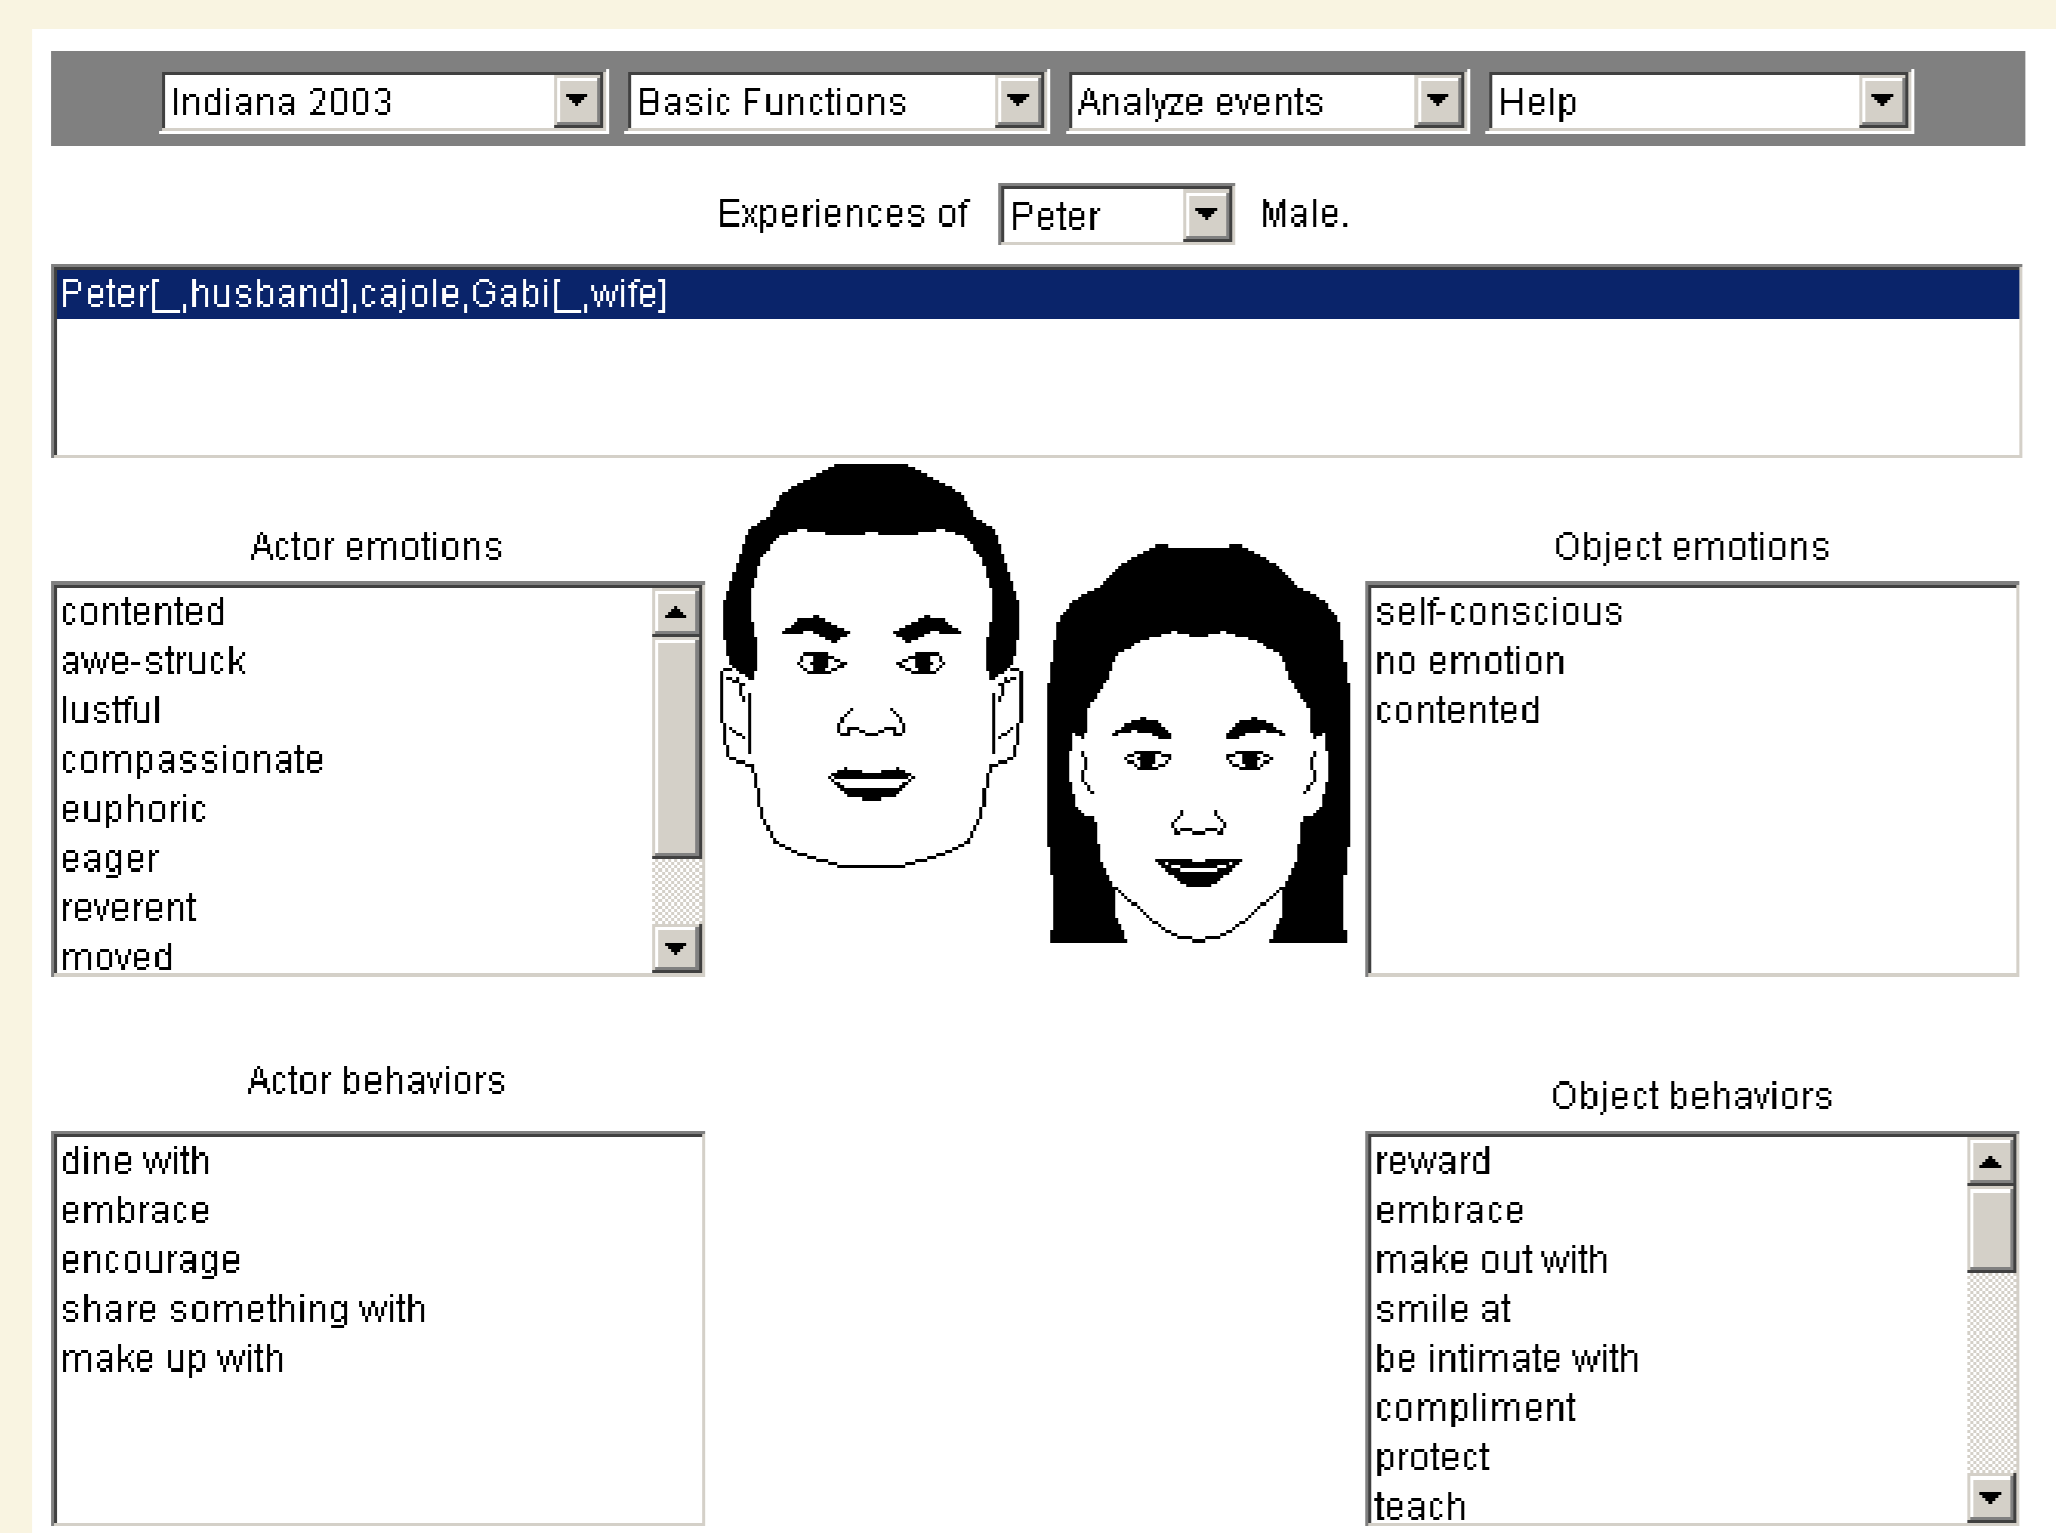 Indiana 2003 Basic Functions Analyze events Help
Experiences of Peter Male.
Peter[_,husband],cajole,Gabi[_,wife]
Actor emotions
contented
awe-struck
lustful
compassionate
euphoric
eager
reverent
moved
Object emotions
self-conscious
no emotion
contented
Actor behaviors
dine with
embrace
encourage
share something with
make up with
Object behaviors
reward
embrace
make out with
smile at
be intimate with
compliment
protect
teach